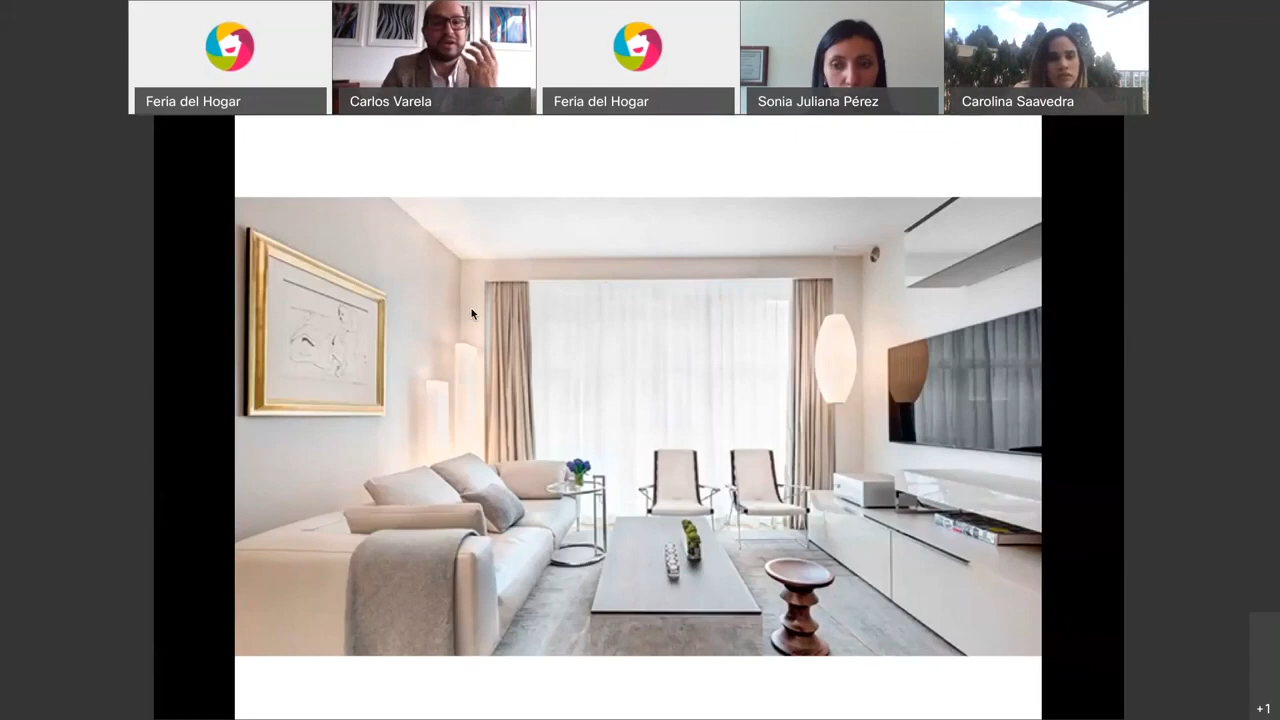 Feria del Hogar
Carlos Varela
Feria del Hogar
Sonia Juliana Pérez
Carolina Saavedra
+1